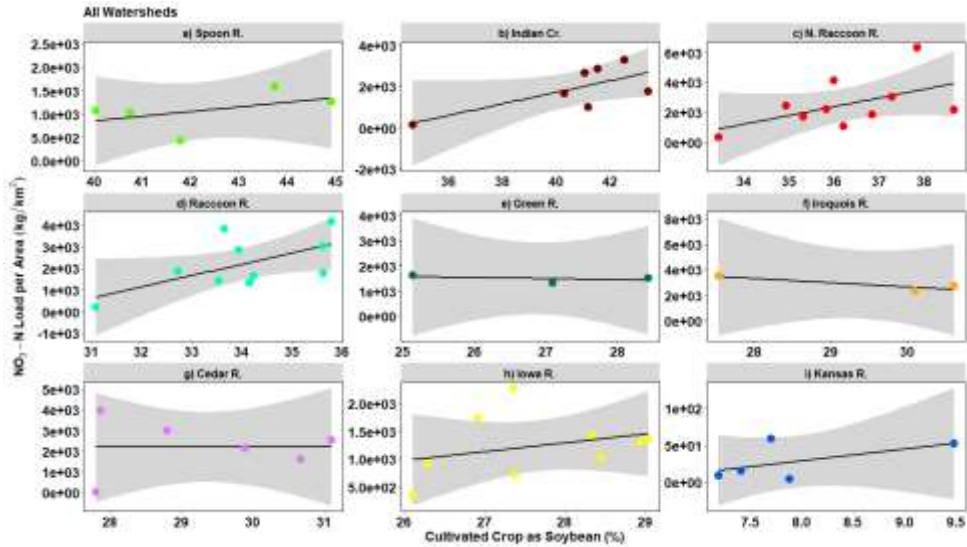 All Watersheds
a) Spoon R.
2.5e+03
2.0e+03
1.5e+03
1.0e+03
5.0e+02
0.0e+00
40 41 42 43 44 45
b) Indian Cr.
4e+03
2e+03
0e+00
-2e+03
36 38 40 42
c) N. Raccoon R.
6e+03
4e+03
2e+03
0e+00
34 35 36 37 38
NO3 - N Load per Area (kg/km2)
d) Raccoon R.
4e+03
3e+03
2e+03
1e+03
0e+00
-1e+03
31 32 33 34 35 36
e) Green R.
4e+03
3e+03
2e+03
1e+03
0e+00
25 26 27 28
f) Iroquois R.
8e+03
6e+03
4e+03
2e+03
0e+00
28 29 30
g) Cedar R.
5e+03
4e+03
3e+03
2e+03
1e+03
0e+00
28 29 30 31
h) Iowa R.
2.0e+03
1.5e+03
1.0e+03
5.0e+02
26 27 28 29
i) Kansas R.
1e+02
5e+01
0e+00
7.5 8.0 8.5 9.0 9.5
Cultivated Crop as Soybean (%)